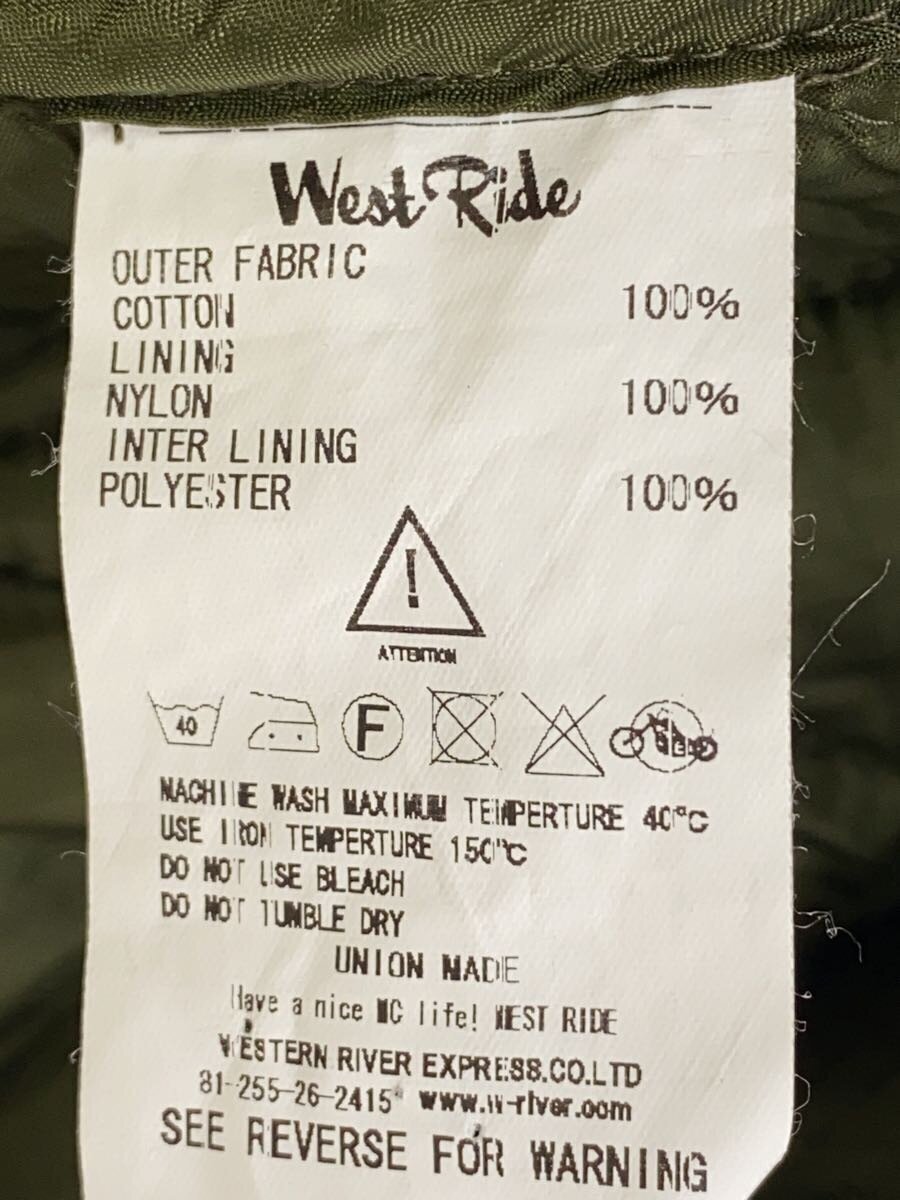 West Ride
OUTER FABRIC
COTTON 100%
LINING
NYLON 100%
INTER LINING
POLYESTER 100%
!
ATTENTION
40 F
MACHINE WASH MAXIMUM TEMPERTURE 40°C
USE IRON TEMPERTURE 150°C
DO NOT USE BLEACH
DO NOT TUMBLE DRY
UNION MADE
Have a nice MC life! WEST RIDE
WESTERN RIVER EXPRESS.CO.LTD
81-255-26-2415 www.w-river.com
SEE REVERSE FOR WARNING